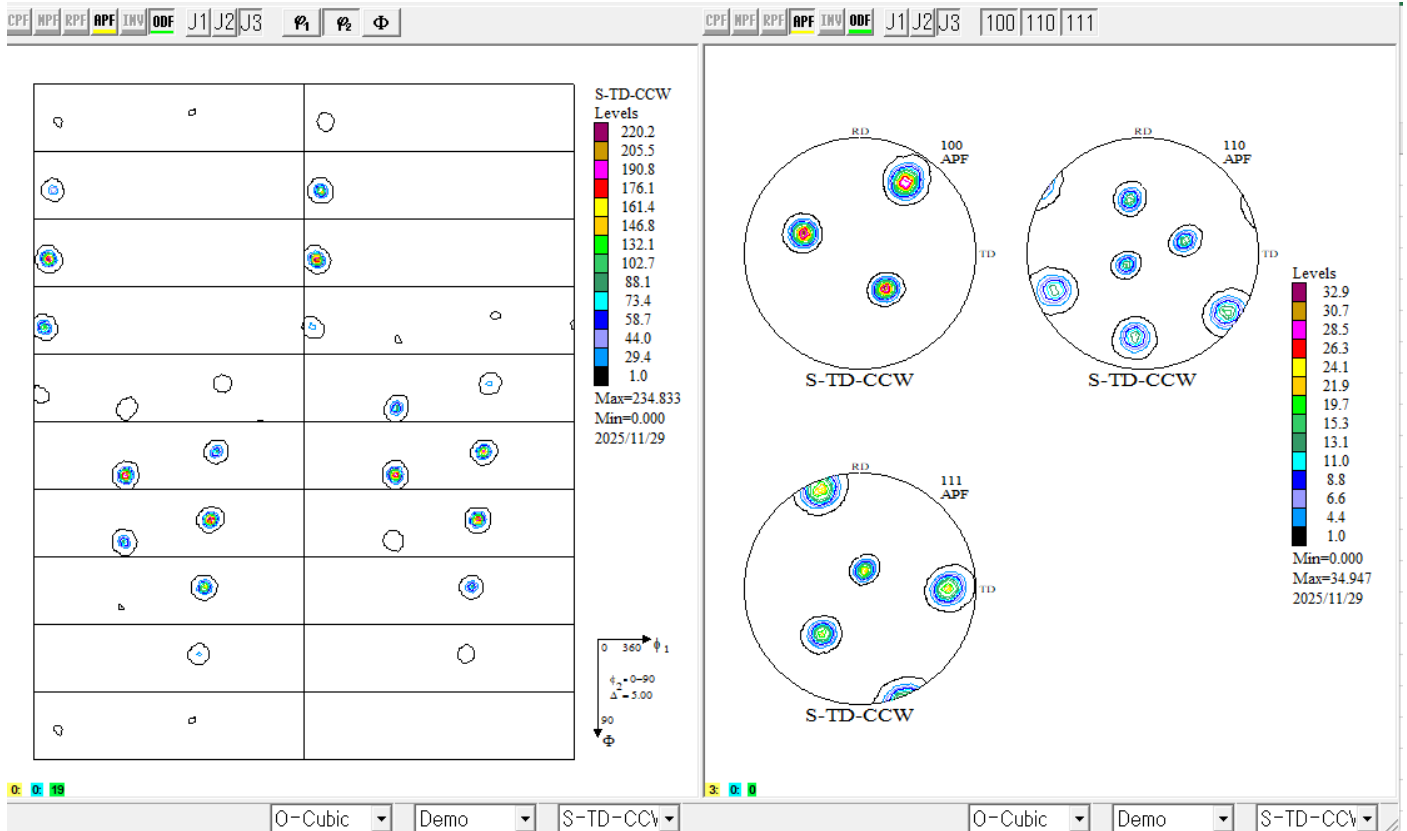 CPF NPF RPF APF INV ODF J1 J2 J3 φ1 φ2 Φ
S-TD-CCW
Levels
220.2
205.5
190.8
176.1
161.4
146.8
132.1
102.7
88.1
73.4
58.7
44.0
29.4
1.0
Max=234.833
Min=0.000
2025/11/29
0 360 ϕ1
ϕ2=0-90
Δ=5.00
90
Φ
0: 0: 19
O-Cubic Demo S-TD-CCV
CPF NPF RPF APF INV ODF J1 J2 J3 100 110 111
RD
100
APF
TD
S-TD-CCW
RD
110
APF
TD
S-TD-CCW
RD
111
APF
TD
S-TD-CCW
Levels
32.9
30.7
28.5
26.3
24.1
21.9
19.7
15.3
13.1
11.0
8.8
6.6
4.4
1.0
Min=0.000
Max=34.947
2025/11/29
3: 0: 0
O-Cubic Demo S-TD-CCV